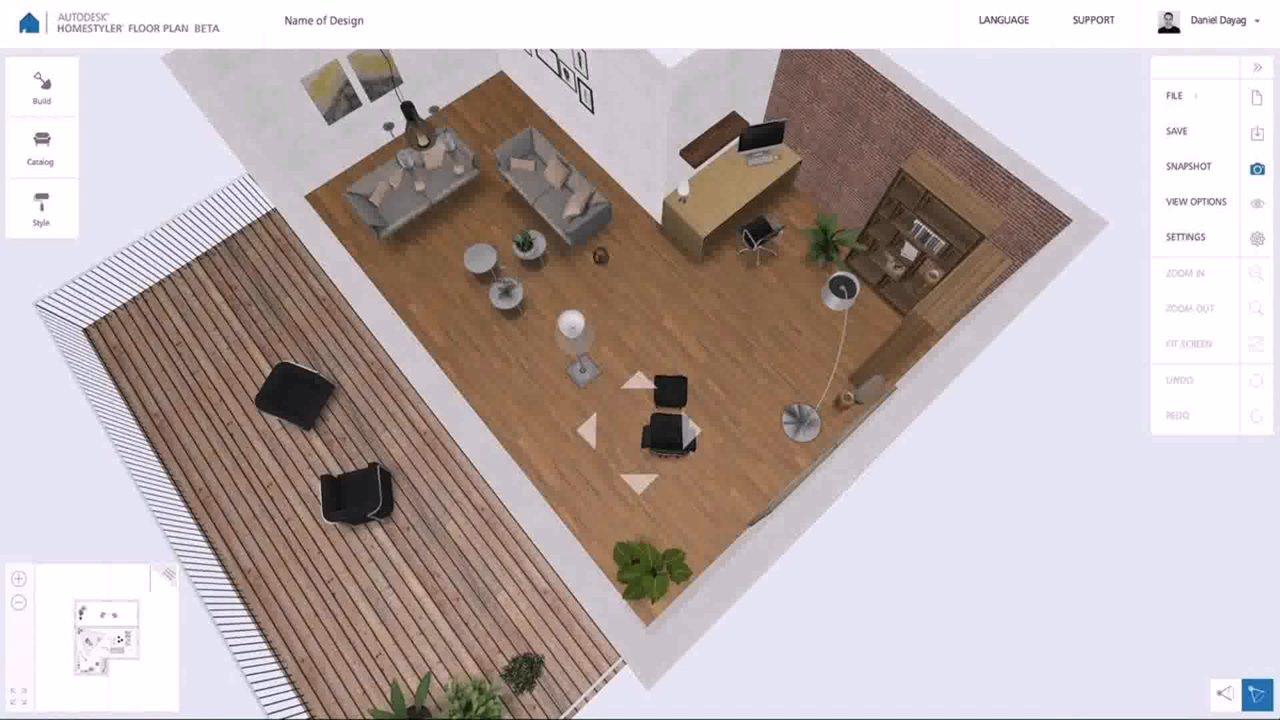 AUTODESK
HOMESTYLER FLOOR PLAN BETA
Name of Design
LANGUAGE
SUPPORT
Daniel Dayag
Build
Catalog
Style
FILE
SAVE
SNAPSHOT
VIEW OPTIONS
SETTINGS
ZOOM IN
ZOOM OUT
FIT SCREEN
UNDO
REDO